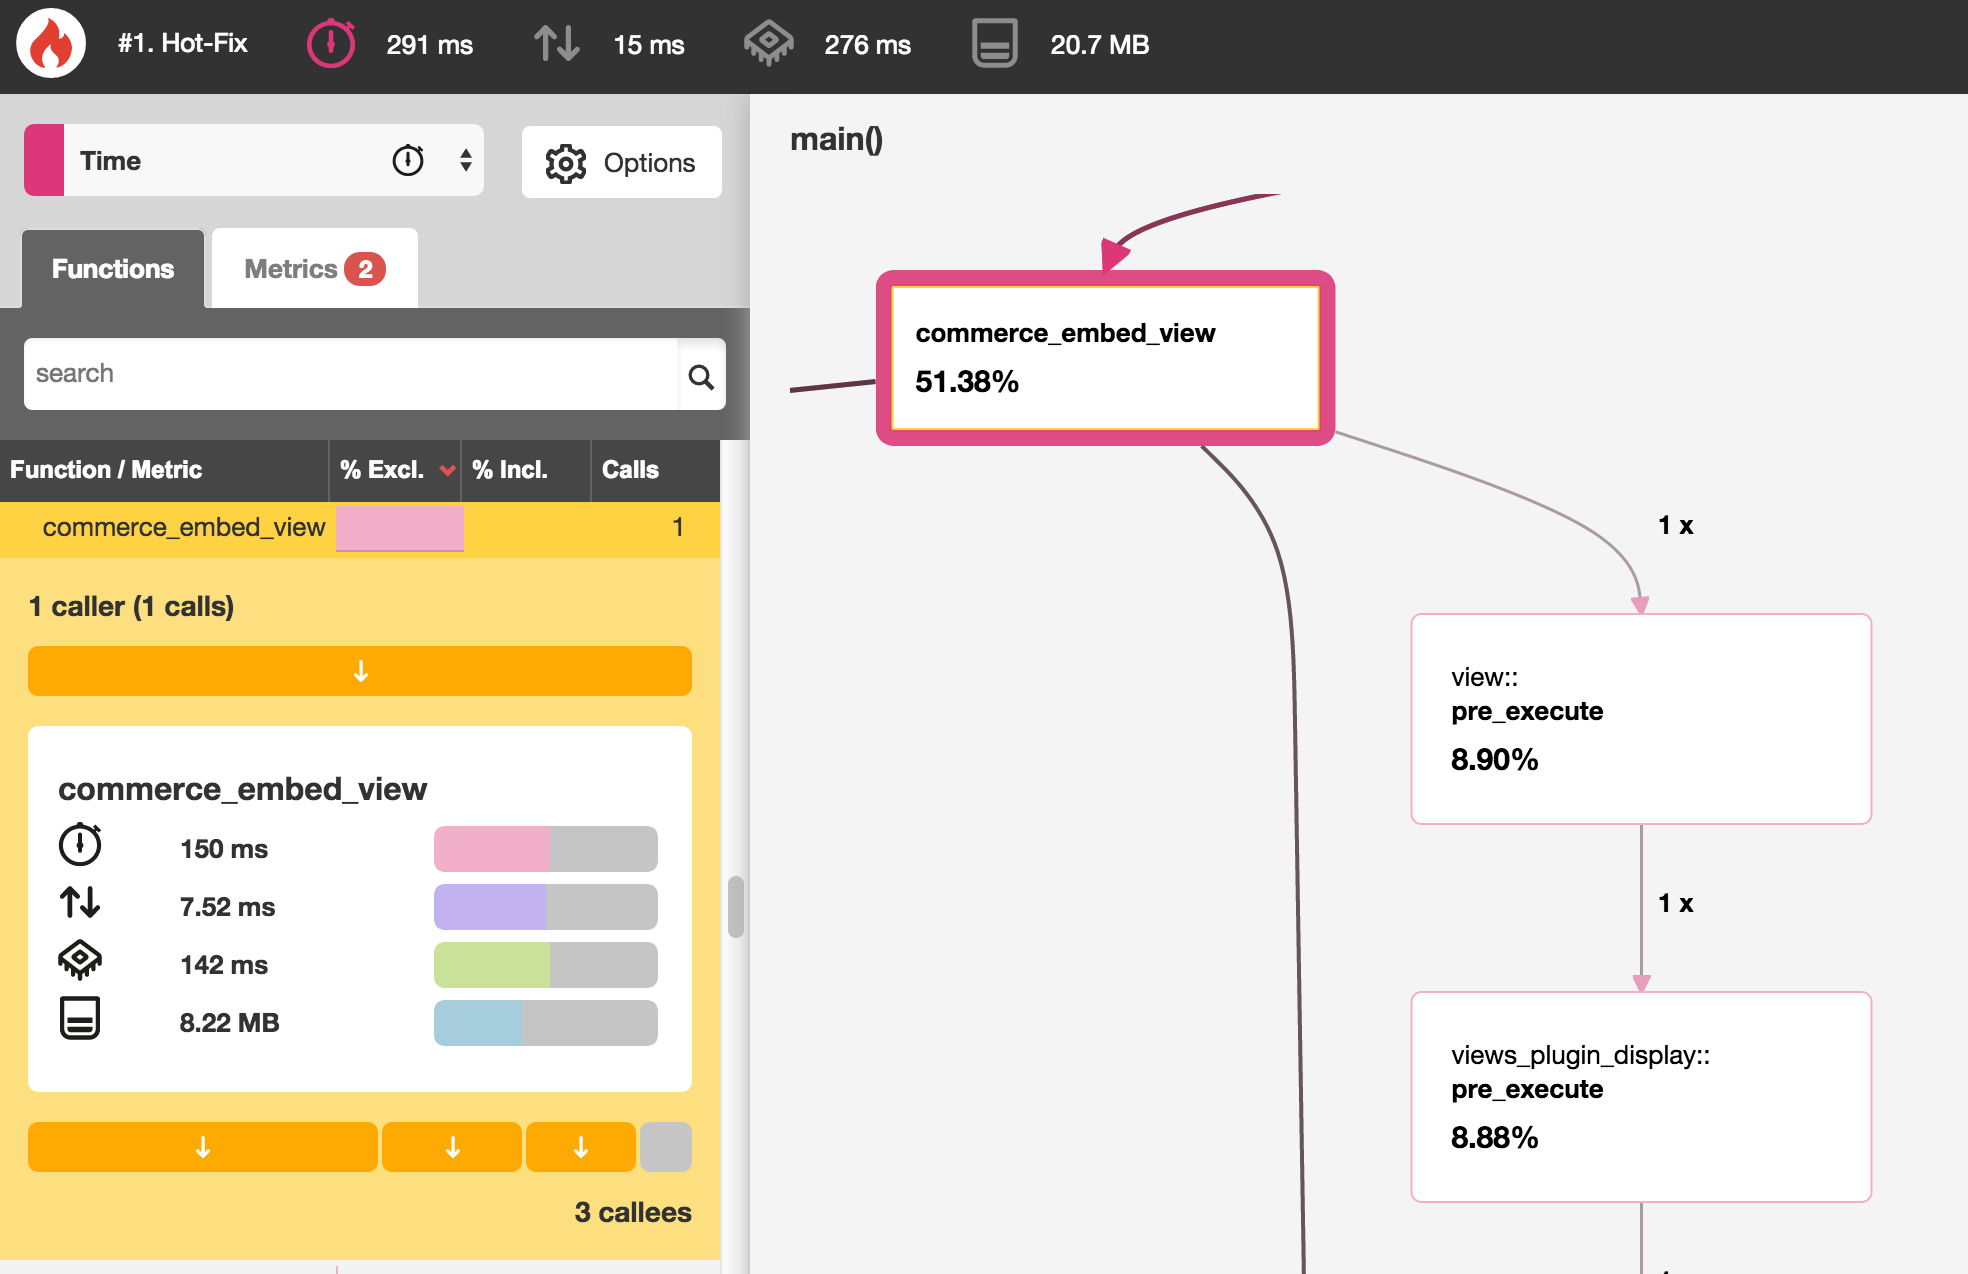 #1. Hot-Fix 291 ms 15 ms 276 ms 20.7 MB
Time
Options
Functions
Metrics 2
search
Function / Metric % Excl. % Incl. Calls
commerce_embed_view 1
1 caller (1 calls)
commerce_embed_view
150 ms
7.52 ms
142 ms
8.22 MB
3 callees
main()
commerce_embed_view
51.38%
1 x
view::
pre_execute
8.90%
1 x
views_plugin_display::
pre_execute
8.88%